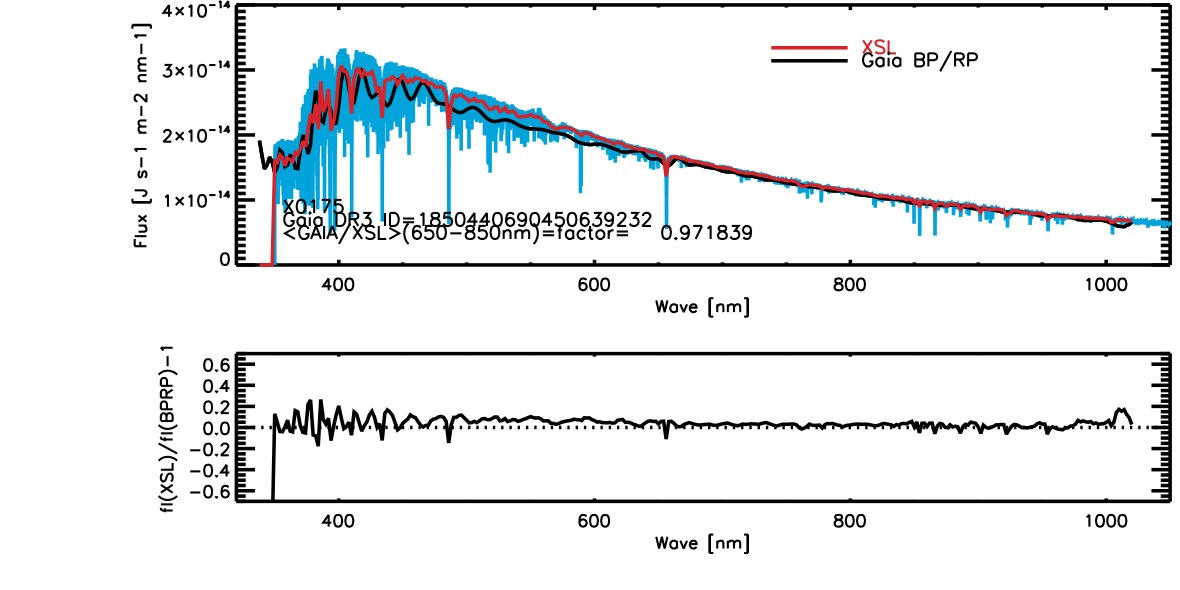 4×10⁻¹⁴
3×10⁻¹⁴
2×10⁻¹⁴
1×10⁻¹⁴
0
Flux [J s−1 m−2 nm−1]
XSL
Gaia BP/RP
X0175
Gaia DR3 ID=1850440690450639232
<GAIA/XSL>(650−850nm)=factor= 0.971839
400 600 800 1000
Wave [nm]
fl(XSL)/fl(BPRP)−1
0.6
0.4
0.2
0.0
−0.2
−0.4
−0.6
400 600 800 1000
Wave [nm]